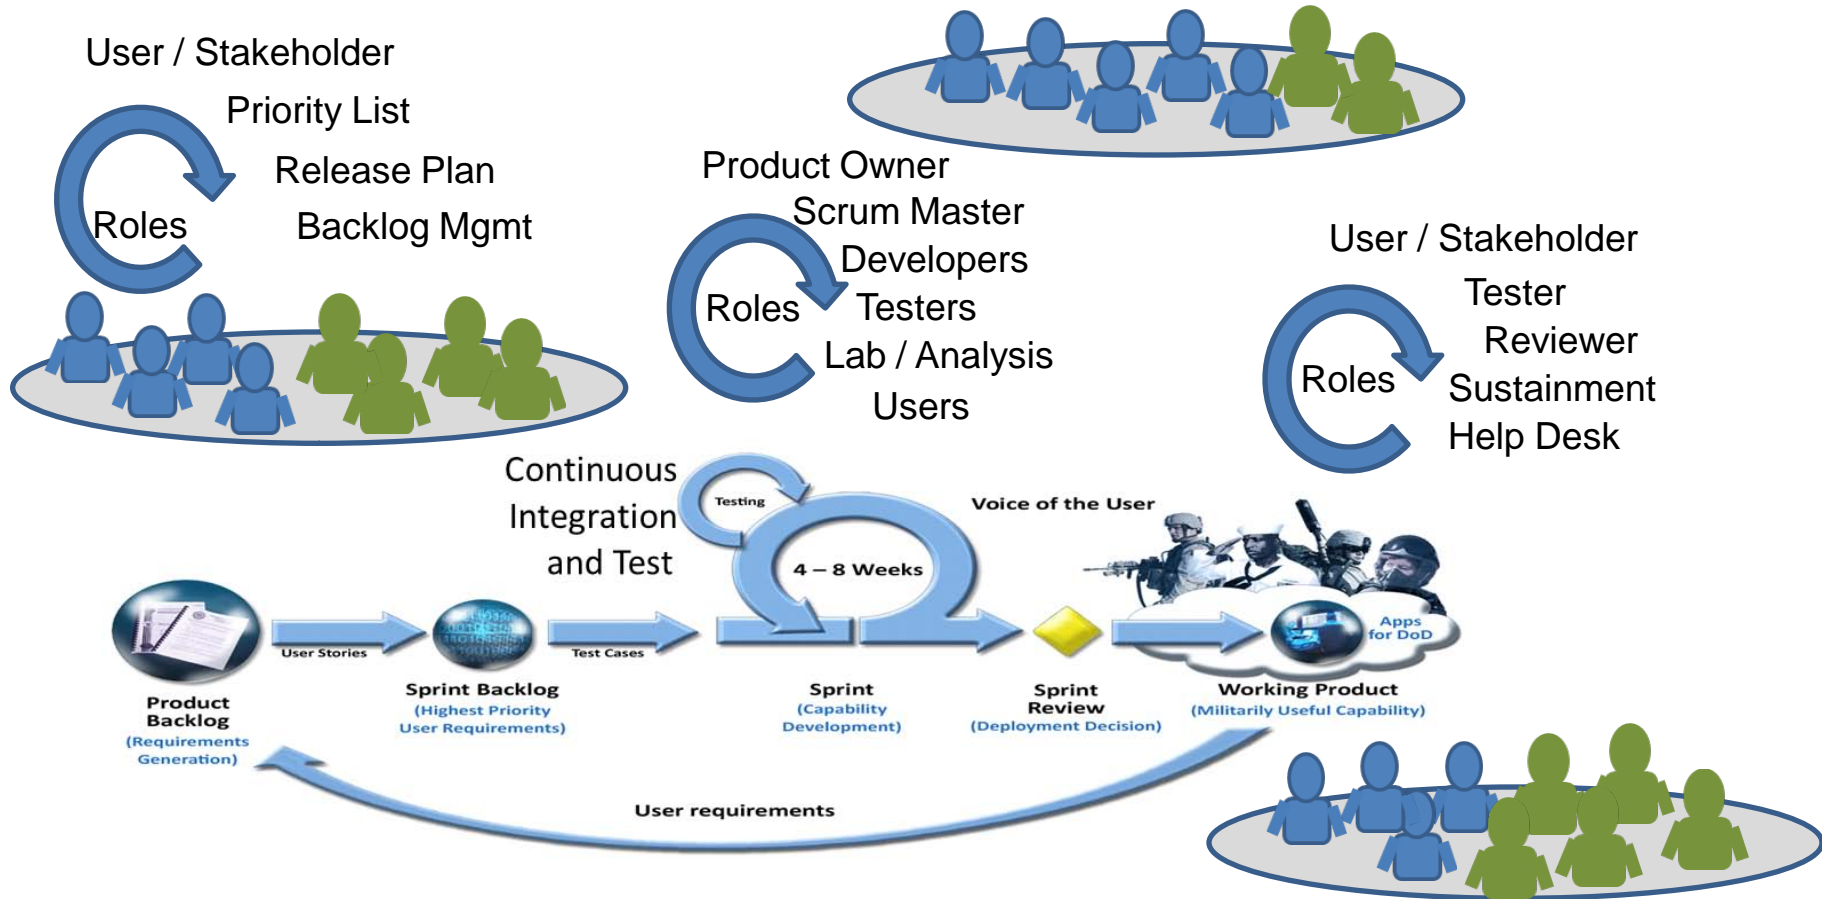 User / Stakeholder
Priority List
Release Plan
Roles
Backlog Mgmt
Product Owner
Scrum Master
Developers
Roles
Testers
Lab / Analysis
Users
User / Stakeholder
Tester
Reviewer
Roles
Sustainment
Help Desk
Continuous
Integration
and Test
Testing
4 – 8 Weeks
Voice of the User
Apps
for DoD
User Stories
Test Cases
Product
Backlog
(Requirements
Generation)
Sprint Backlog
(Highest Priority
User Requirements)
Sprint
(Capability
Development)
Sprint
Review
(Deployment Decision)
Working Product
(Militarily Useful Capability)
User requirements